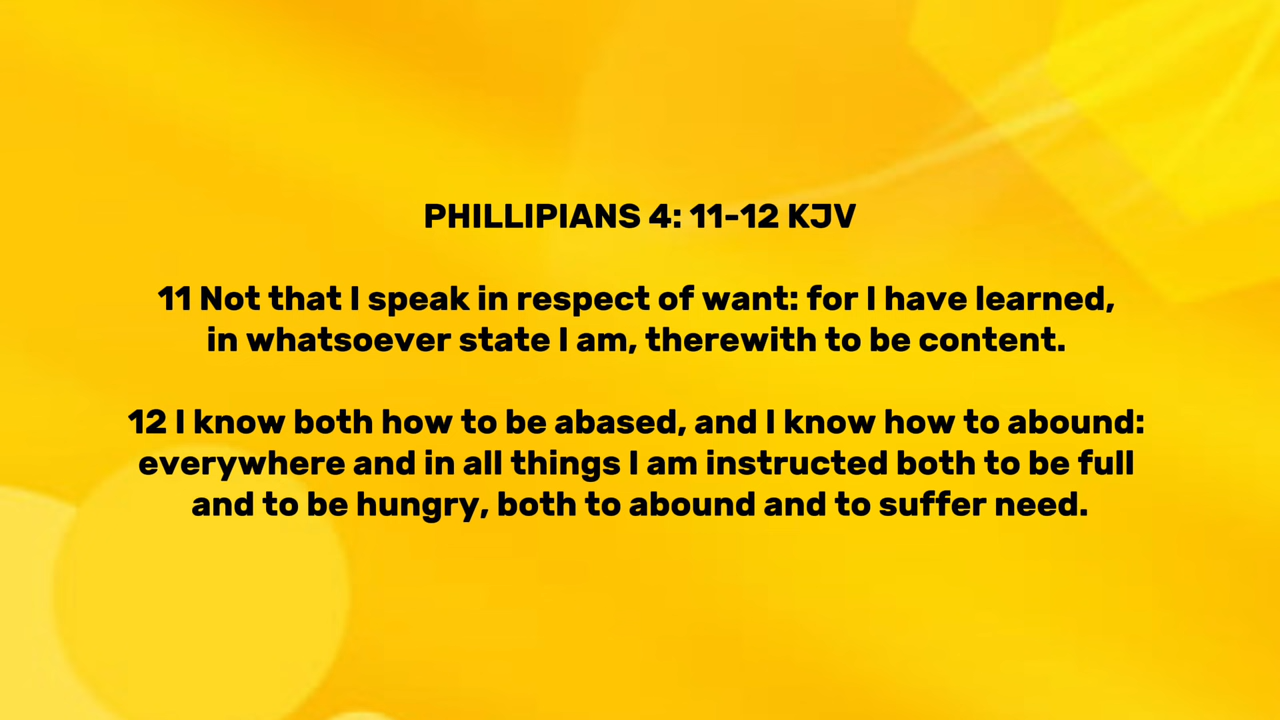 PHILLIPIANS 4: 11-12 KJV
11 Not that I speak in respect of want: for I have learned,
in whatsoever state I am, therewith to be content.
12 I know both how to be abased, and I know how to abound:
everywhere and in all things I am instructed both to be full
and to be hungry, both to abound and to suffer need.